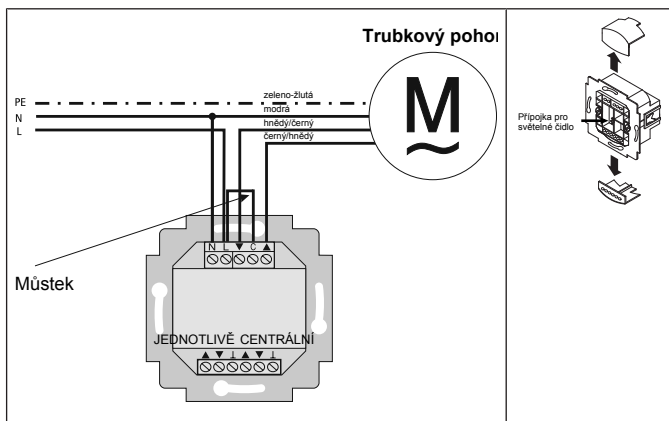 Trubkový pohon
PE
zeleno-žlutá
N
modrá
L
hnědý/černý
černý/hnědý
M
N L ▼ C ▲
Můstek
JEDNOTLIVĚ CENTRÁLNÍ
▲ ▼ ⊥ ▲ ▼ ⊥
Přípojka pro
světelné čidlo